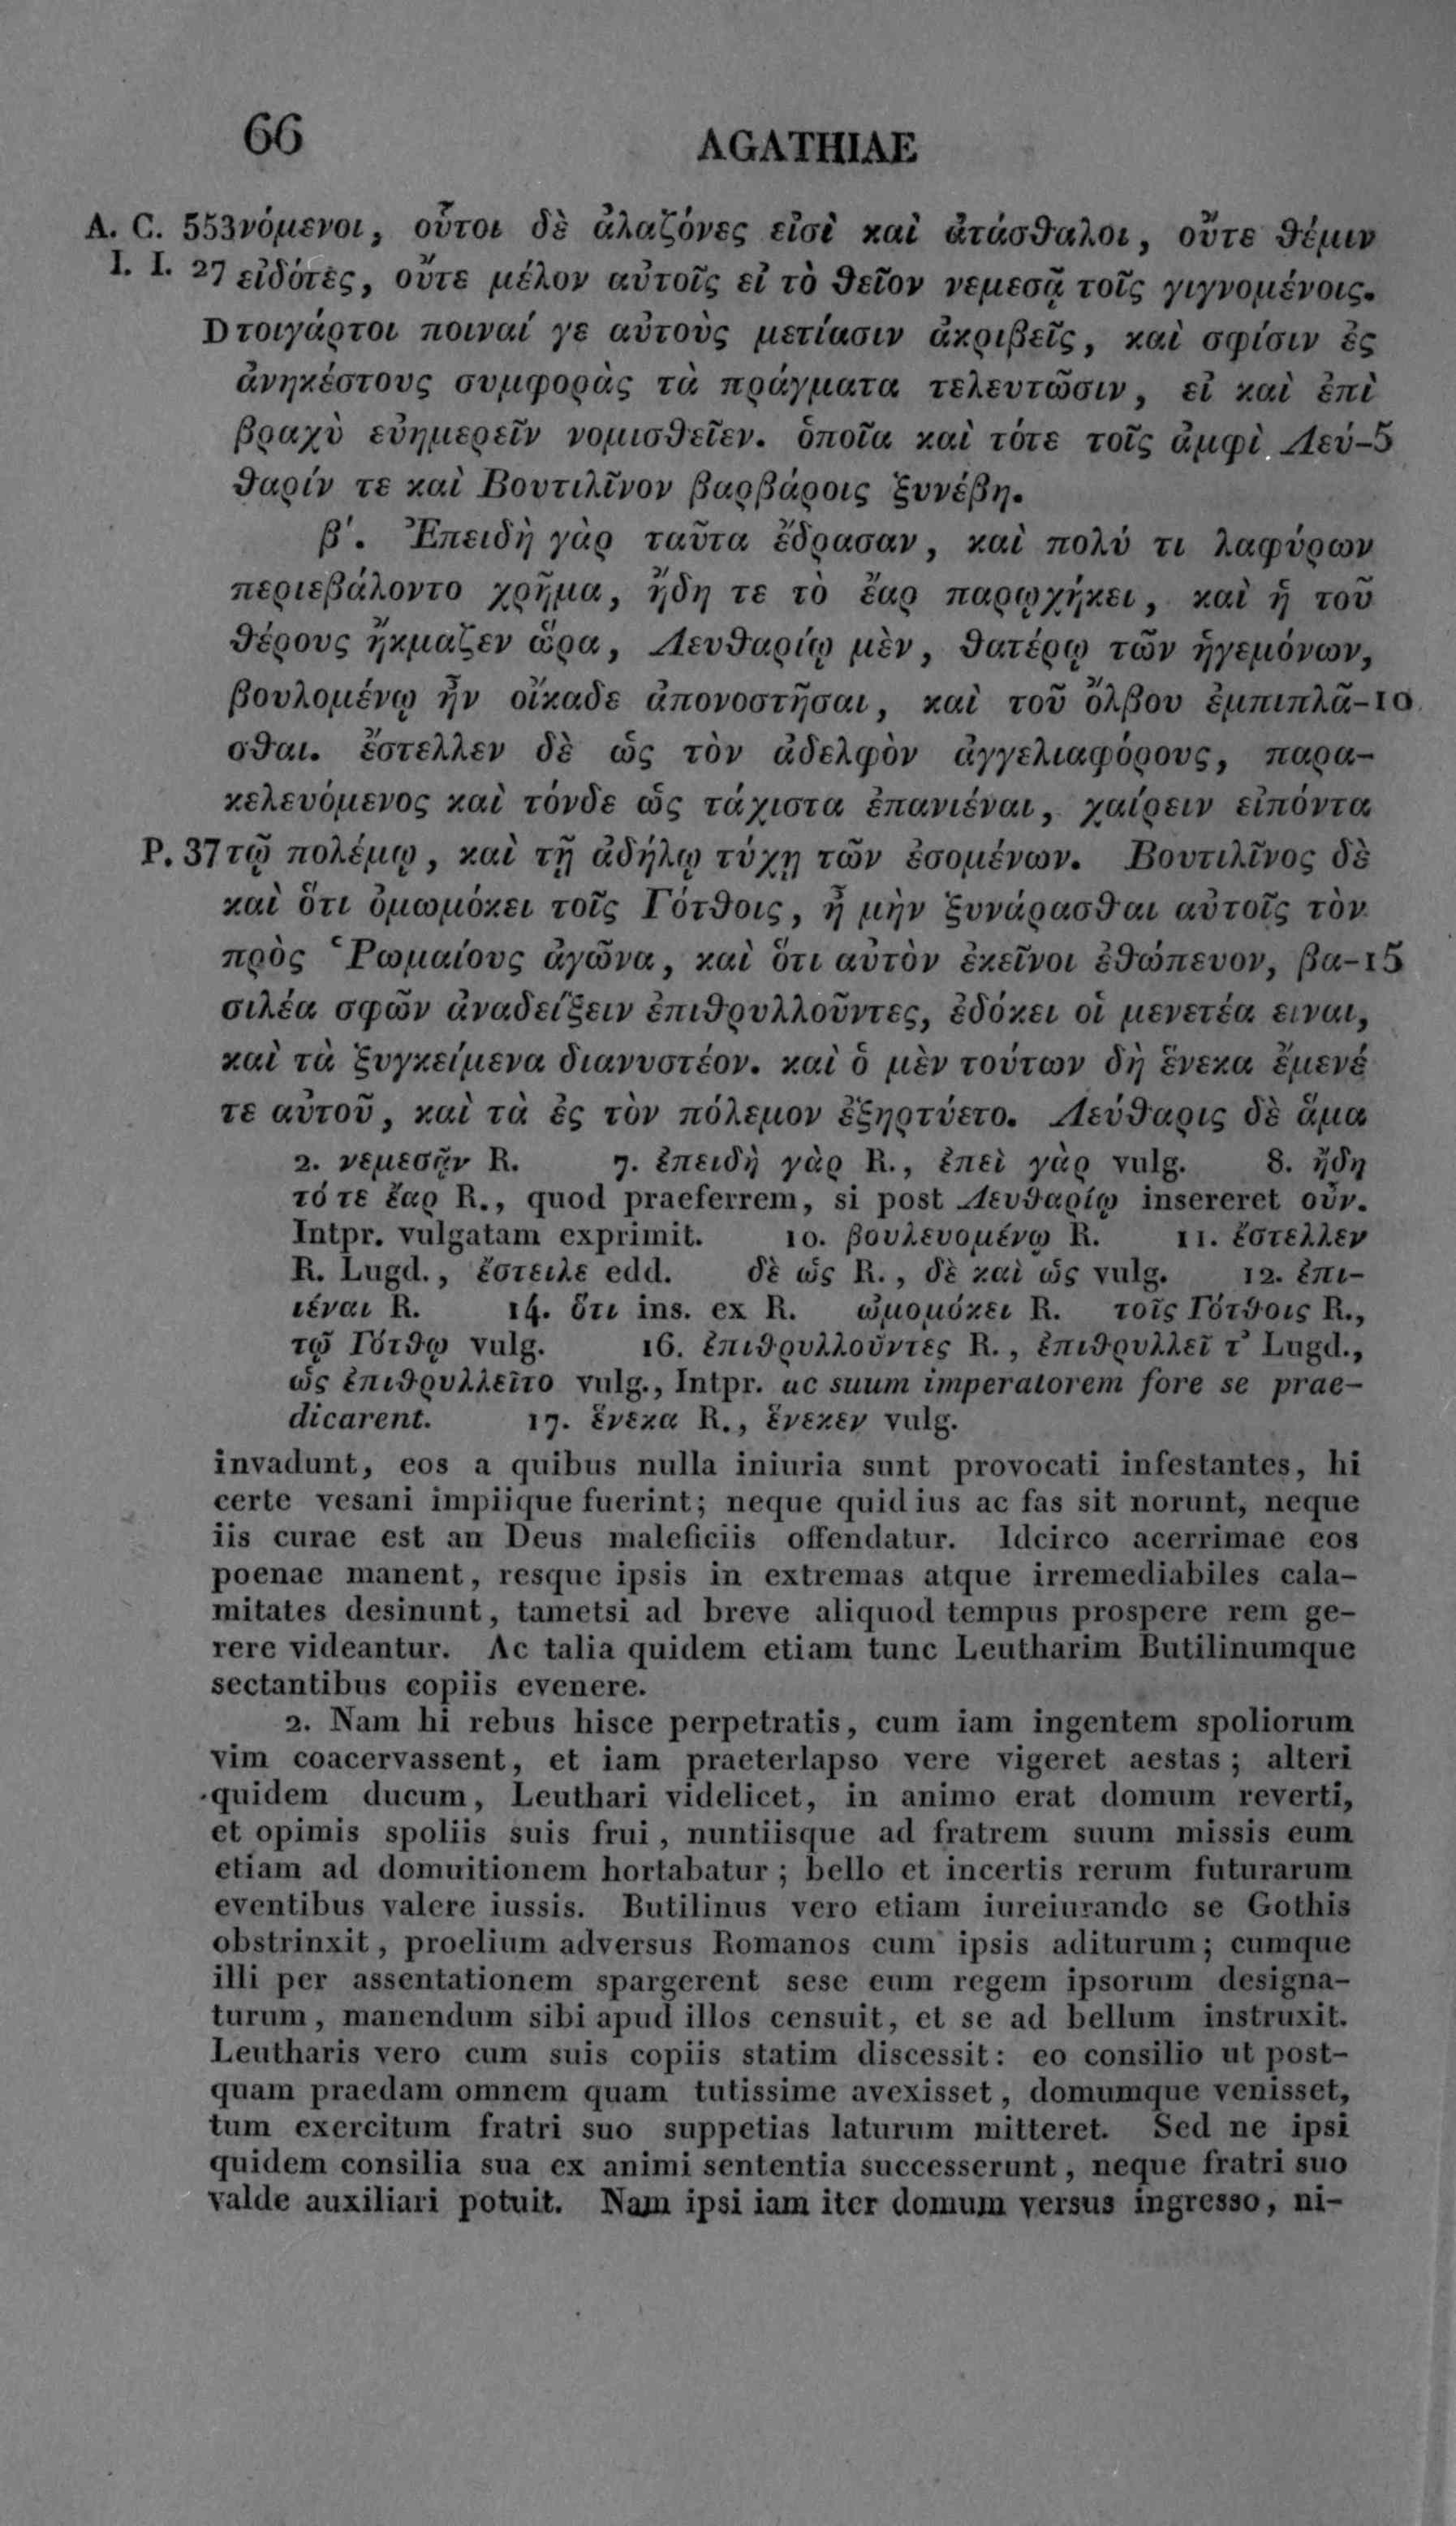 66 AGATHIAE
A. C. 553 νόμενοι, οὗτοι δὲ ἀλαζόνες εἰσὶ καὶ ἀτάσθαλοι, οὔτε θέμιν
I. I. 27 εἰδότες, οὔτε μέλον αὐτοῖς εἰ τὸ θεῖον νεμεσᾷ τοῖς γιγνομένοις.
D τοιγάρτοι ποιναί γε αὐτοὺς μετίασιν ἀκριβεῖς, καὶ σφίσιν ἐς
ἀνηκέστους συμφορὰς τὰ πράγματα τελευτῶσιν, εἰ καὶ ἐπὶ
βραχὺ εὐημερεῖν νομισθεῖεν. ὁποῖα καὶ τότε τοῖς ἀμφὶ Λεύ-5
θαρίν τε καὶ Βουτιλῖνον βαρβάροις ξυνέβη.
β'. Ἐπειδὴ γὰρ ταῦτα ἔδρασαν, καὶ πολύ τι λαφύρων
περιεβάλοντο χρῆμα, ἤδη τε τὸ ἔαρ παρῳχήκει, καὶ ἡ τοῦ
θέρους ἤκμαζεν ὥρα, Λευθαρίῳ μὲν, θατέρῳ τῶν ἡγεμόνων,
βουλομένῳ ἦν οἴκαδε ἀπονοστῆσαι, καὶ τοῦ ὄλβου ἐμπιπλᾶ-10
σθαι. ἔστελλεν δὲ ὡς τὸν ἀδελφὸν ἀγγελιαφόρους, παρα-
κελευόμενος καὶ τόνδε ὡς τάχιστα ἐπανιέναι, χαίρειν εἰπόντα
P. 37 τῷ πολέμῳ, καὶ τῇ ἀδήλῳ τύχῃ τῶν ἐσομένων. Βουτιλῖνος δὲ
καὶ ὅτι ὀμωμόκει τοῖς Γότθοις, ἦ μὴν ξυνάρασθαι αὐτοῖς τὸν
πρὸς Ῥωμαίους ἀγῶνα, καὶ ὅτι αὐτὸν ἐκεῖνοι ἐθώπευον, βα-15
σιλέα σφῶν ἀναδείξειν ἐπιθρυλλοῦντες, ἐδόκει οἱ μενετέα εἶναι,
καὶ τὰ ξυγκείμενα διανυστέον. καὶ ὁ μὲν τούτων δὴ ἕνεκα ἔμενέ
τε αὐτοῦ, καὶ τὰ ἐς τὸν πόλεμον ἐξηρτύετο. Λεύθαρις δὲ ἅμα
2. νεμεσᾷν R. 7. ἐπειδὴ γὰρ R., ἐπεὶ γὰρ vulg. 8. ἤδη
τό τε ἔαρ R., quod praeferrem, si post Λευθαρίῳ insereret οὖν.
Intpr. vulgatam exprimit. 10. βουλευομένῳ R. 11. ἔστελλεν
R. Lugd., ἔστειλε edd. δὲ ὡς R., δὲ καὶ ὡς vulg. 12. ἐπι-
ιέναι R. 14. ὅτι ins. ex R. ὠμομόκει R. τοῖς Γότθοις R.,
τῷ Γότθῳ vulg. 16. ἐπιθρυλλοῦντες R., ἐπιθρυλλεῖ τ' Lugd.,
ὡς ἐπιθρυλλεῖτο vulg., Intpr. ac suum imperatorem fore se prae-
dicarent. 17. ἕνεκα R., ἕνεκεν vulg.
invadunt, eos a quibus nulla iniuria sunt provocati infestantes, hi
certe vesani impiique fuerint; neque quid ius ac fas sit norunt, neque
iis curae est an Deus maleficiis offendatur. Idcirco acerrimae eos
poenae manent, resque ipsis in extremas atque irremediabiles cala-
mitates desinunt, tametsi ad breve aliquod tempus prospere rem ge-
rere videantur. Ac talia quidem etiam tunc Leutharim Butilinumque
sectantibus copiis evenere.
2. Nam hi rebus hisce perpetratis, cum iam ingentem spoliorum
vim coacervassent, et iam praeterlapso vere vigeret aestas; alteri
quidem ducum, Leuthari videlicet, in animo erat domum reverti,
et opimis spoliis suis frui, nuntiisque ad fratrem suum missis eum
etiam ad domuitionem hortabatur; bello et incertis rerum futurarum
eventibus valere iussis. Butilinus vero etiam iureiurando se Gothis
obstrinxit, proelium adversus Romanos cum ipsis aditurum; cumque
illi per assentationem spargerent sese eum regem ipsorum designa-
turum, manendum sibi apud illos censuit, et se ad bellum instruxit.
Leutharis vero cum suis copiis statim discessit: eo consilio ut post-
quam praedam omnem quam tutissime avexisset, domumque venisset,
tum exercitum fratri suo suppetias laturum mitteret. Sed ne ipsi
quidem consilia sua ex animi sententia successerunt, neque fratri suo
valde auxiliari potuit. Nam ipsi iam iter domum versus ingresso, ni-